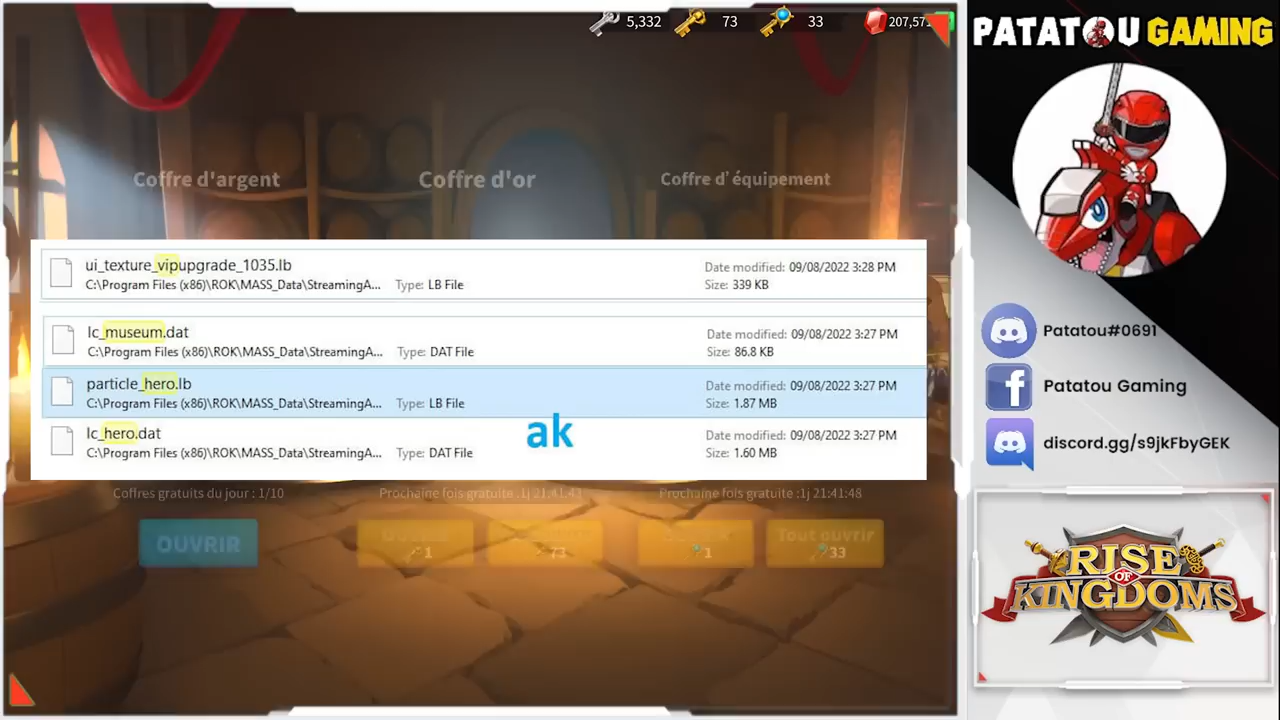 5,332 73 33 207,57
PATATOU GAMING
Coffre d'argent Coffre d'or Coffre d'équipement
ui_texture_vipupgrade_1035.lb Date modified: 09/08/2022 3:28 PM
C:\Program Files (x86)\ROK\MASS_Data\StreamingA... Type: LB File Size: 339 KB
lc_museum.dat Date modified: 09/08/2022 3:27 PM
C:\Program Files (x86)\ROK\MASS_Data\StreamingA... Type: DAT File Size: 86.8 KB
particle_hero.lb Date modified: 09/08/2022 3:27 PM
C:\Program Files (x86)\ROK\MASS_Data\StreamingA... Type: LB File Size: 1.87 MB
lc_hero.dat Date modified: 09/08/2022 3:27 PM
C:\Program Files (x86)\ROK\MASS_Data\StreamingA... Type: DAT File Size: 1.60 MB
ak
Coffres gratuits du jour : 1/10 Prochaine fois gratuite :1j 21:41:43 Prochaine fois gratuite :1j 21:41:48
OUVRIR 1 73 1 Tout ouvrir 33
Patatou#0691
Patatou Gaming
discord.gg/s9jkFbyGEK
RISE
OF
KINGDOMS